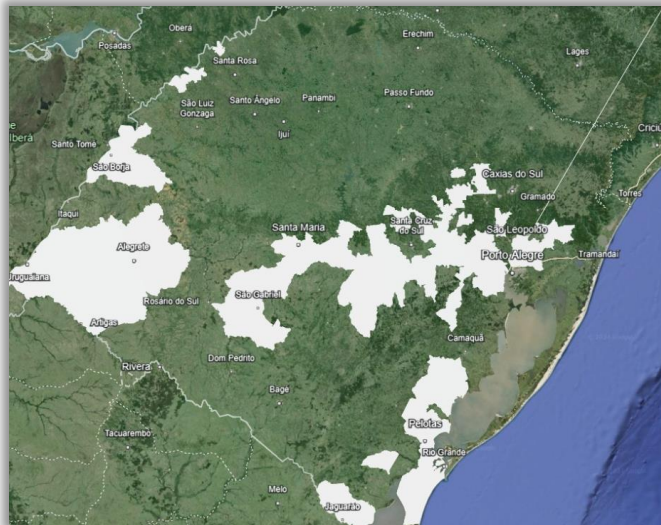 Obera
Posadas
Erechim
Santa Rosa
Lages
São Luiz
Gonzaga
Santo Ângelo
Panambi
Passo Fundo
Ijuí
Criciú
Santo Tomé
São Borja
Caxias do Sul
Gramado
Torres
Itaqui
Santa Maria
Santa Cruz
do Sul
São Leopoldo
Alegrete
Porto Alegre
Tramandaí
Uruguaiana
São Gabriel
Rosário do Sul
Artigas
Camaquã
Dom Pedrito
Rivera
Bagé
Pelotas
Tacuarembó
Rio Grande
Melo
Jaguarão